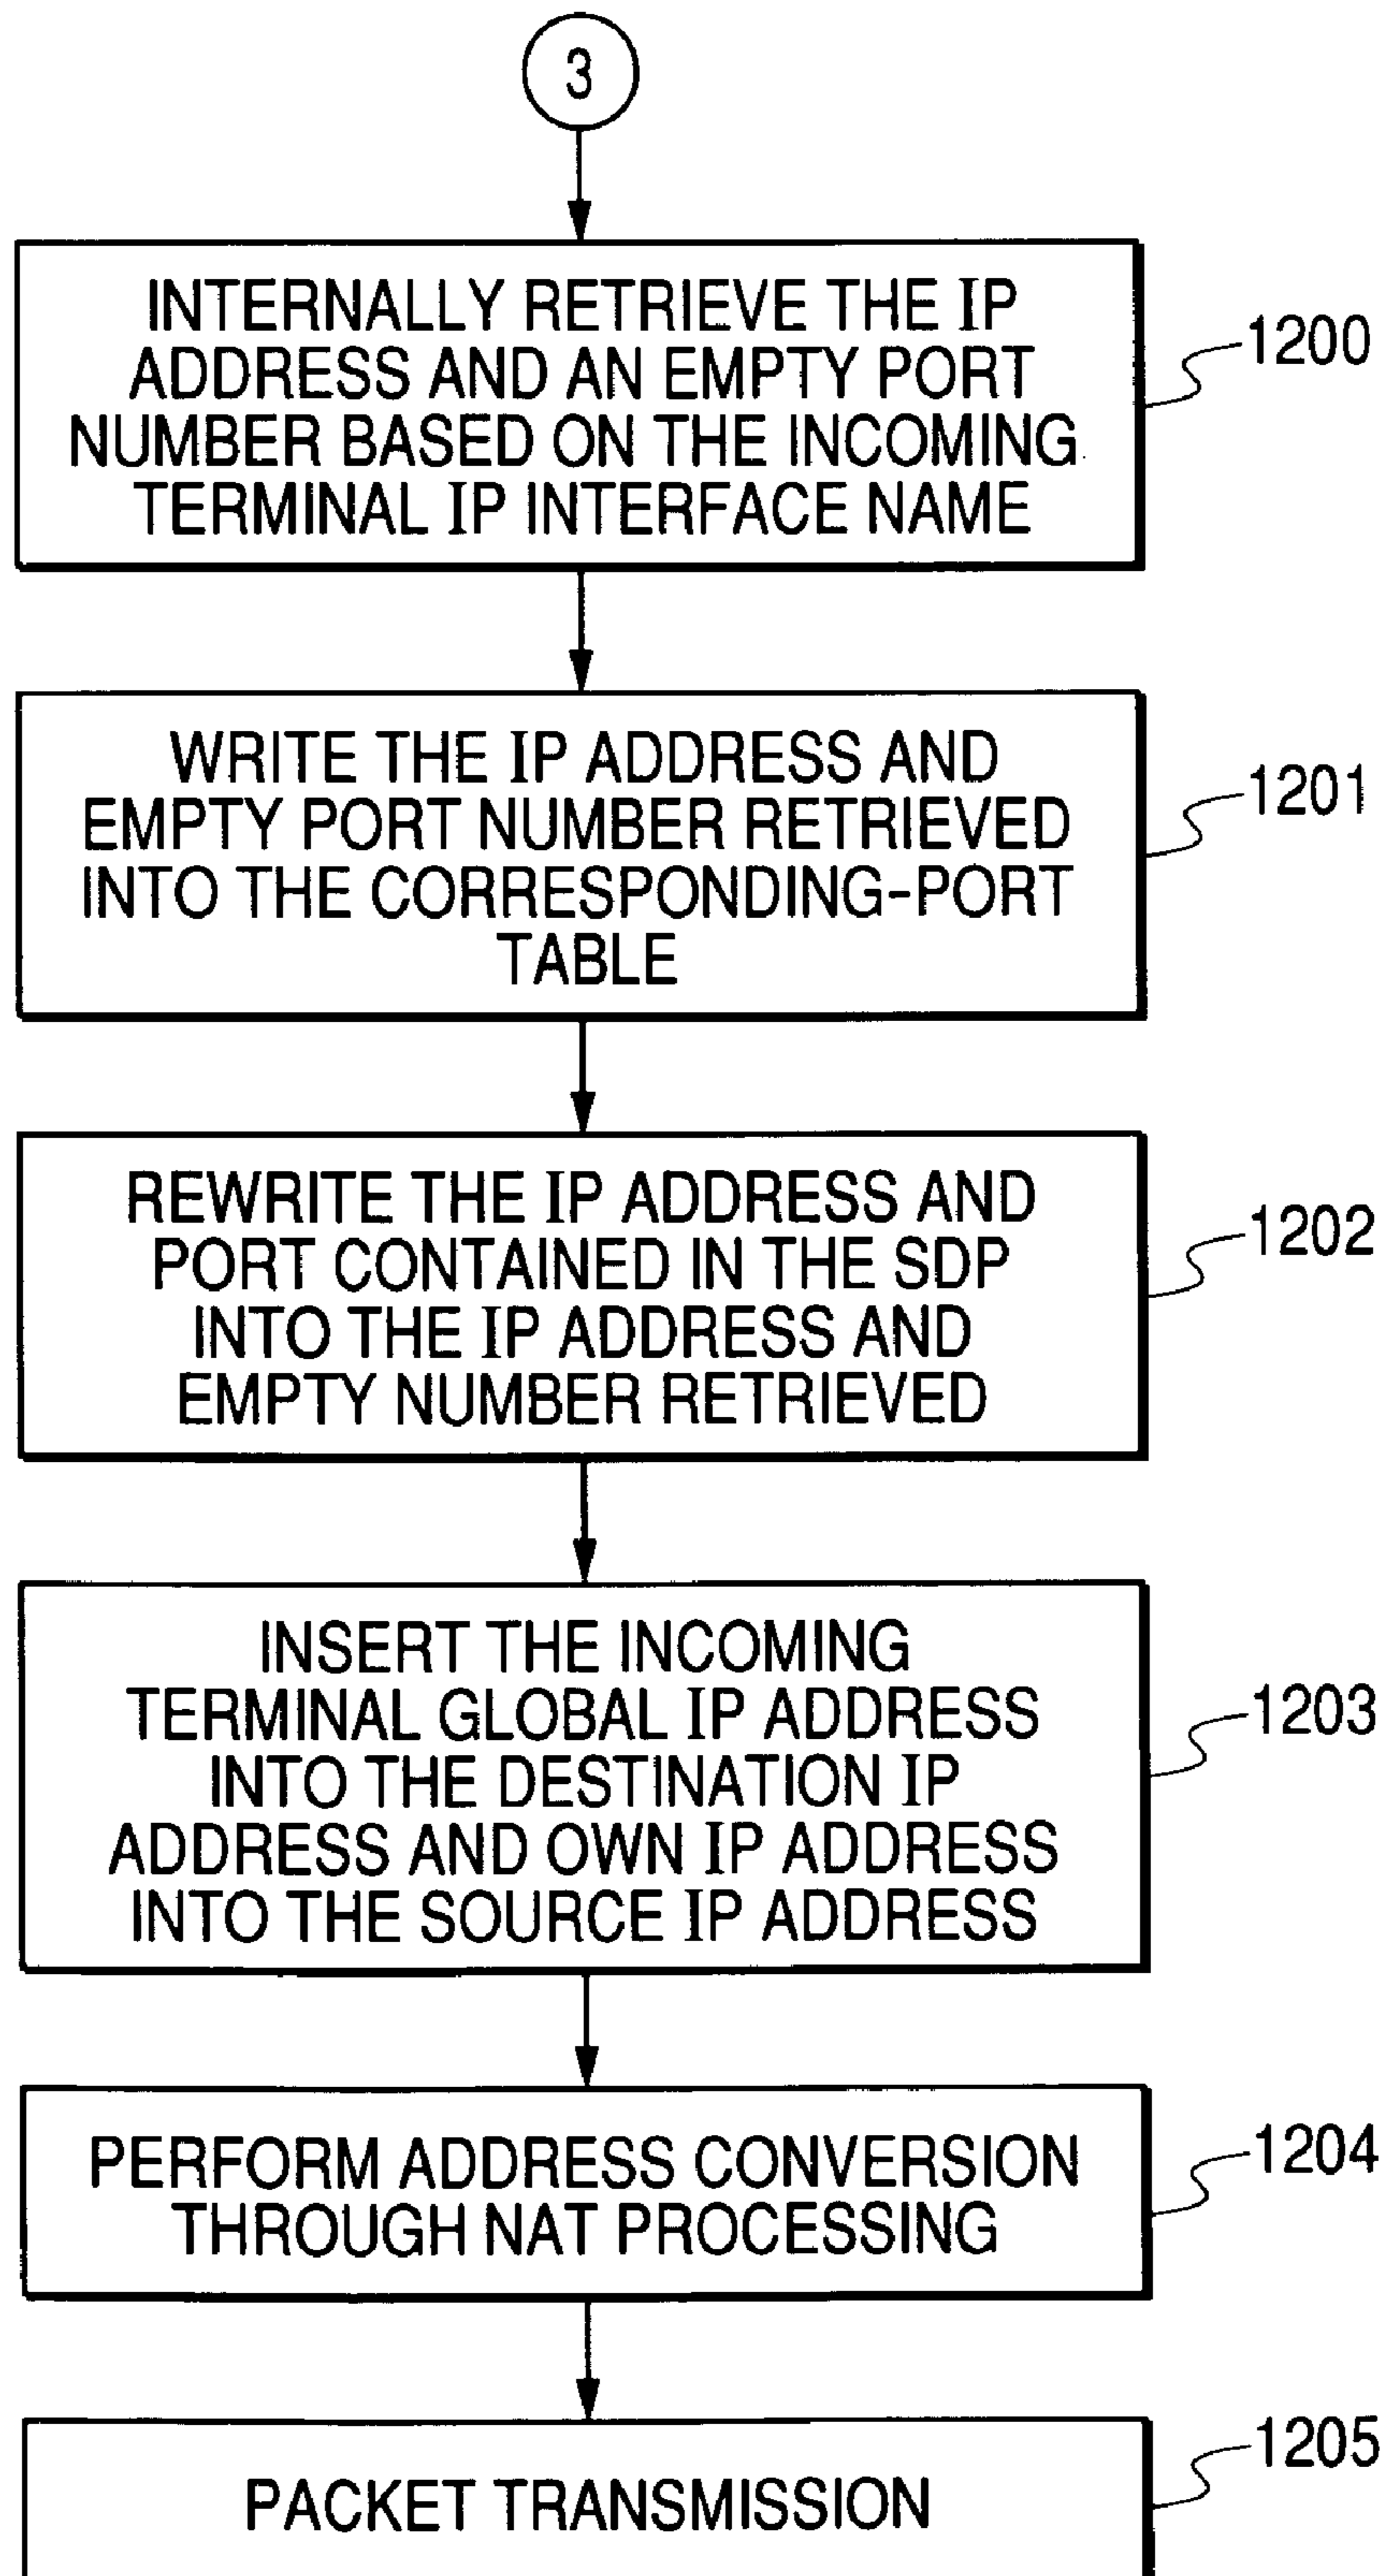 3
INTERNALLY RETRIEVE THE IP
ADDRESS AND AN EMPTY PORT
NUMBER BASED ON THE INCOMING
TERMINAL IP INTERFACE NAME
1200
WRITE THE IP ADDRESS AND
EMPTY PORT NUMBER RETRIEVED
INTO THE CORRESPONDING-PORT
TABLE
1201
REWRITE THE IP ADDRESS AND
PORT CONTAINED IN THE SDP
INTO THE IP ADDRESS AND
EMPTY NUMBER RETRIEVED
1202
INSERT THE INCOMING
TERMINAL GLOBAL IP ADDRESS
INTO THE DESTINATION IP
ADDRESS AND OWN IP ADDRESS
INTO THE SOURCE IP ADDRESS
1203
PERFORM ADDRESS CONVERSION
THROUGH NAT PROCESSING
1204
PACKET TRANSMISSION
1205